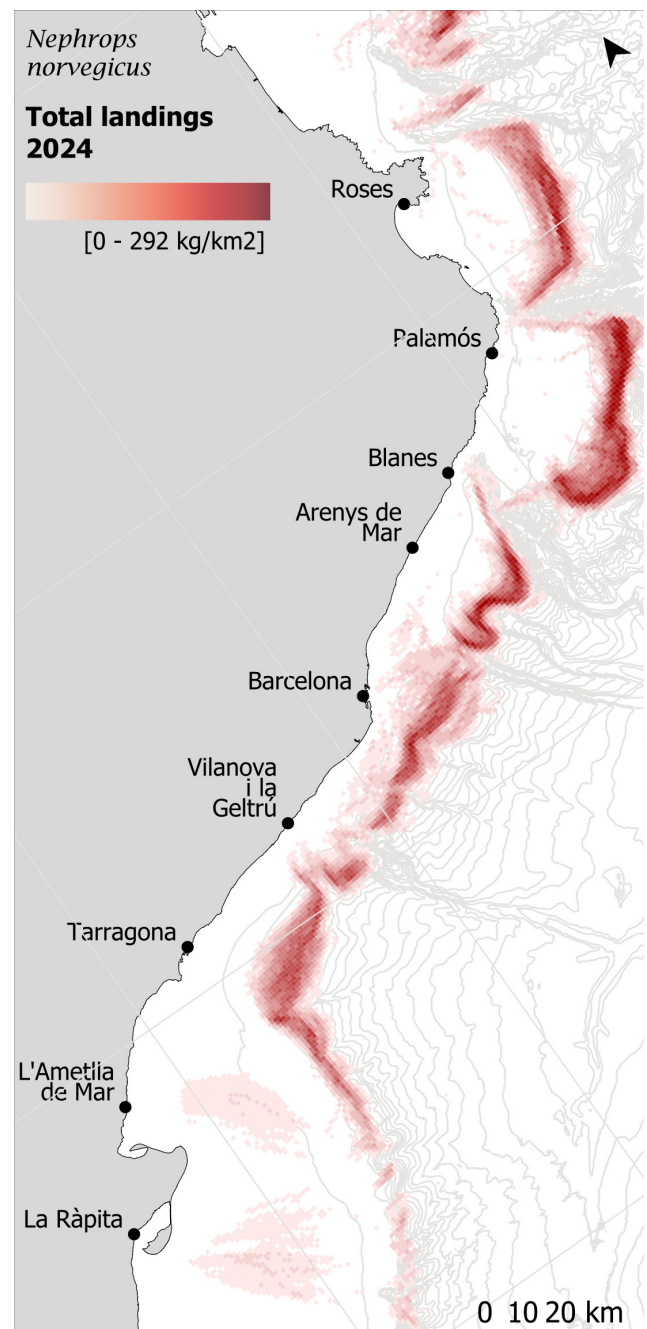 Nephrops
norvegicus
Total landings
2024
[0 - 292 kg/km2]
Roses
Palamós
Blanes
Arenys de
Mar
Barcelona
Vilanova
i la
Geltrú
Tarragona
L'Ametlla
de Mar
La Ràpita
0 10 20 km